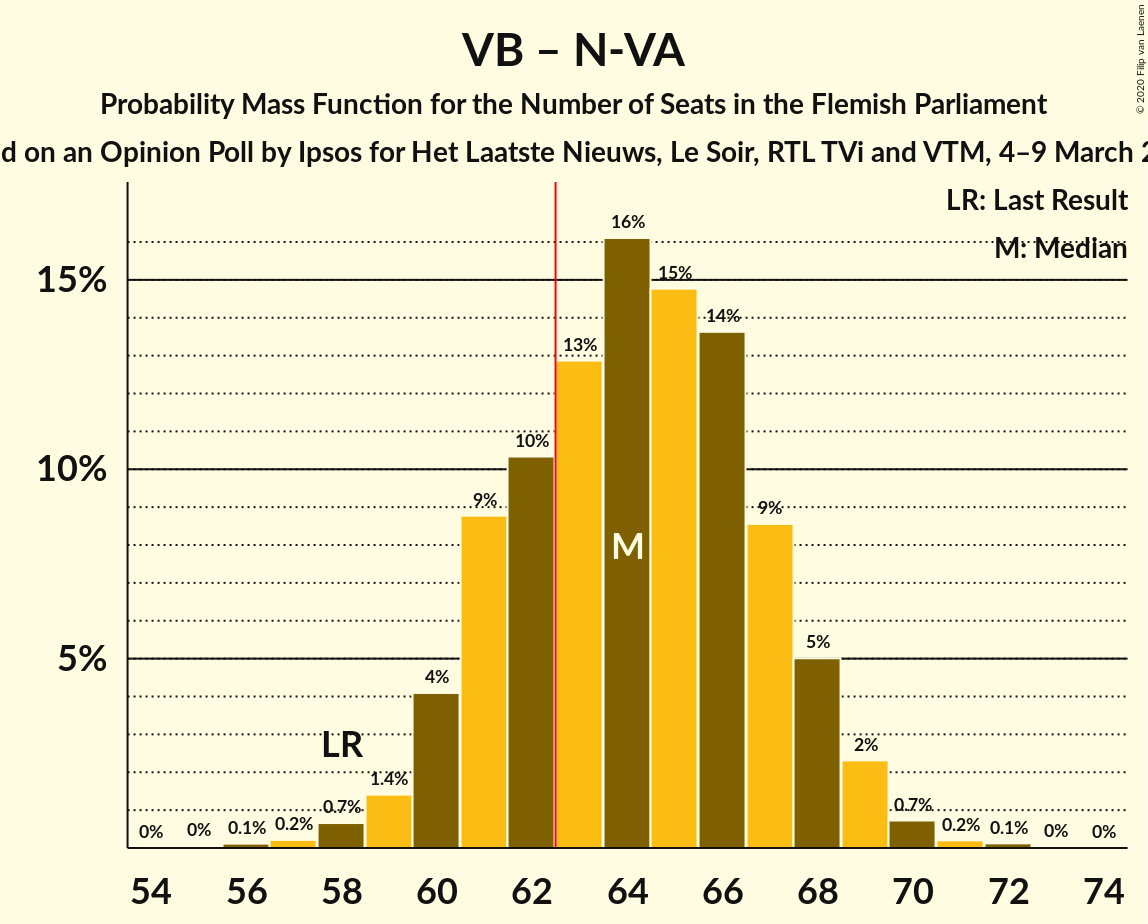 VB – N-VA
Probability Mass Function for the Number of Seats in the Flemish Parliament
d on an Opinion Poll by Ipsos for Het Laatste Nieuws, Le Soir, RTL TVi and VTM, 4–9 March 2
© 2020 Filip van Laenen
LR: Last Result
M: Median
15%
10%
5%
0%
0%
0.1%
0.2%
0.7%
1.4%
4%
9%
10%
13%
16%
15%
14%
9%
5%
2%
0.7%
0.2%
0.1%
0%
0%
LR
M
54 56 58 60 62 64 66 68 70 72 74